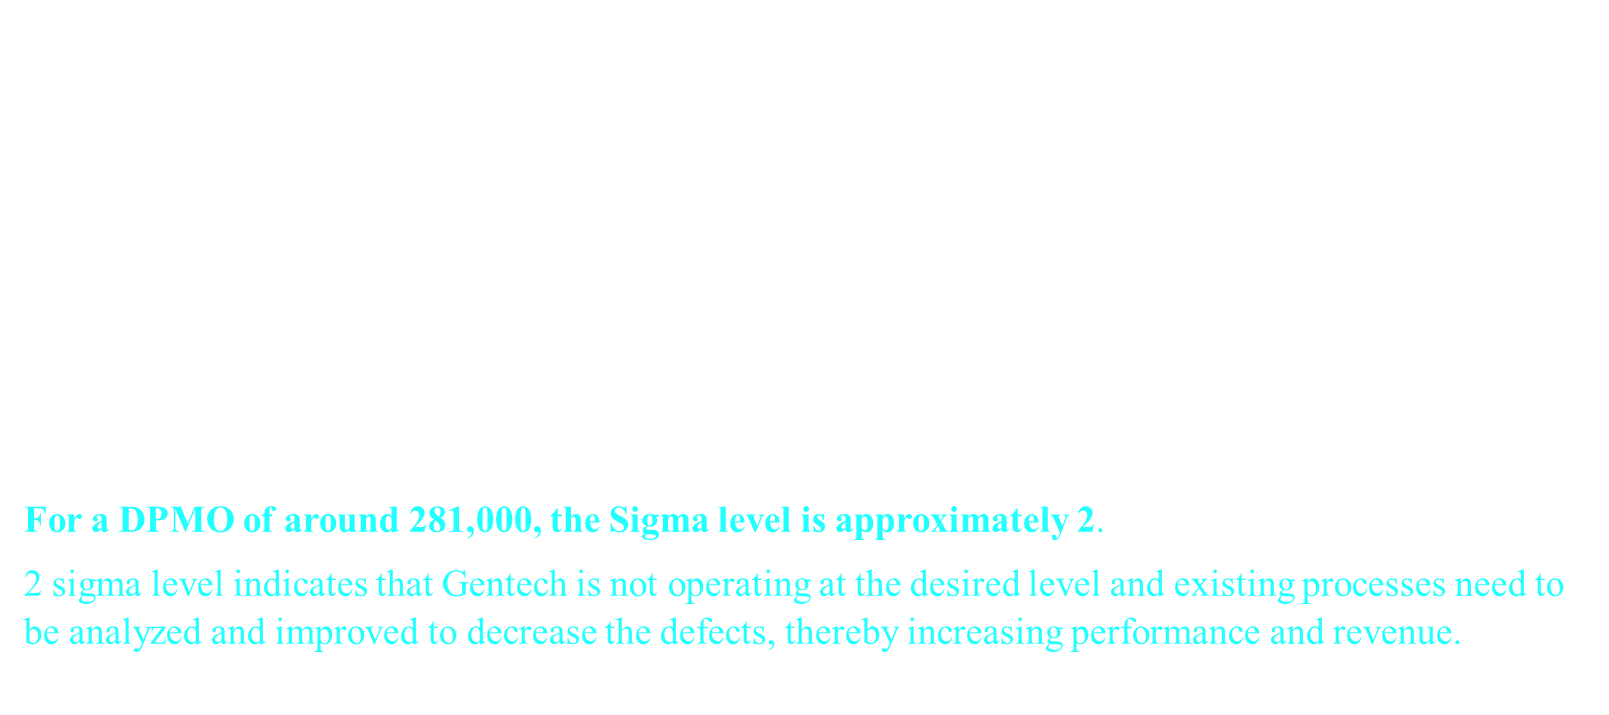 For a DPMO of around 281,000, the Sigma level is approximately 2.
2 sigma level indicates that Gentech is not operating at the desired level and existing processes need to
be analyzed and improved to decrease the defects, thereby increasing performance and revenue.